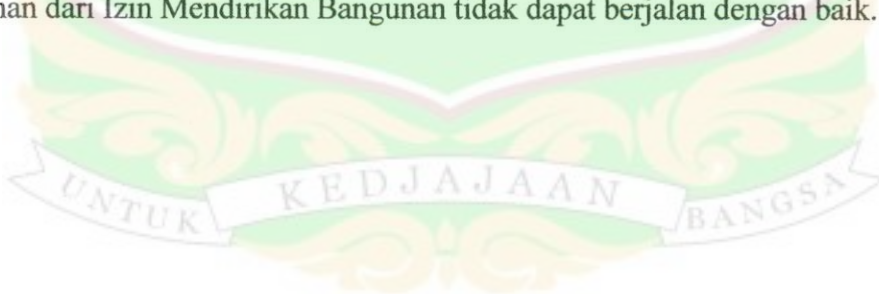 dari Izin Mendirikan Bangunan tidak dapat berjalan dengan baik.
UNTUK KEDJAJAAN BANGSA